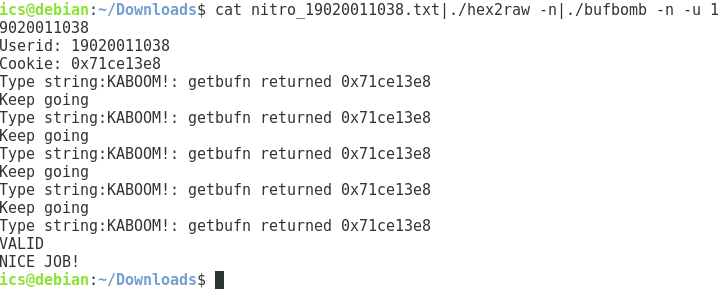 ics@debian:~/Downloads$ cat nitro_19020011038.txt|./hex2raw -n|./bufbomb -n -u 1
9020011038
Userid: 19020011038
Cookie: 0x71ce13e8
Type string:KABOOM!: getbufn returned 0x71ce13e8
Keep going
Type string:KABOOM!: getbufn returned 0x71ce13e8
Keep going
Type string:KABOOM!: getbufn returned 0x71ce13e8
Keep going
Type string:KABOOM!: getbufn returned 0x71ce13e8
Keep going
Type string:KABOOM!: getbufn returned 0x71ce13e8
VALID
NICE JOB!
ics@debian:~/Downloads$